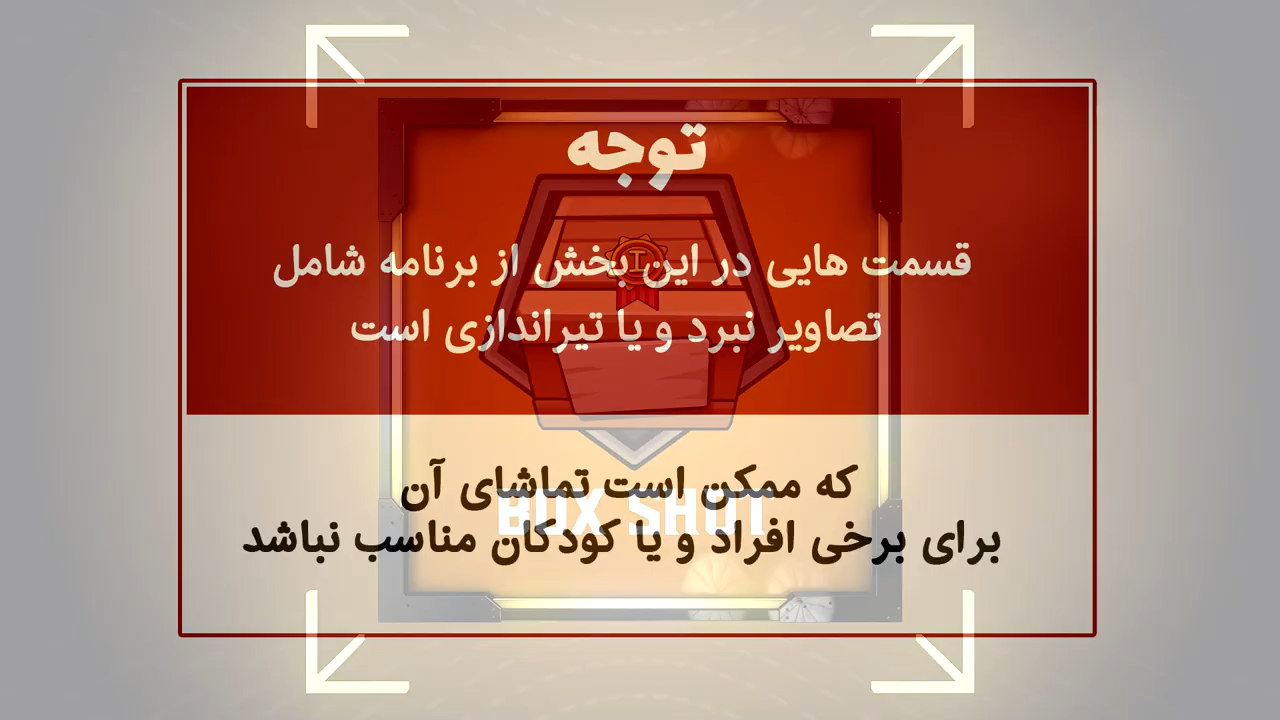 توجه
قسمت هایی در این بخش از برنامه شامل
تصاویر نبرد و یا تیراندازی است
که ممکن است تماشای آن
BOX SHOT
برای برخی افراد و یا کودکان مناسب نباشد